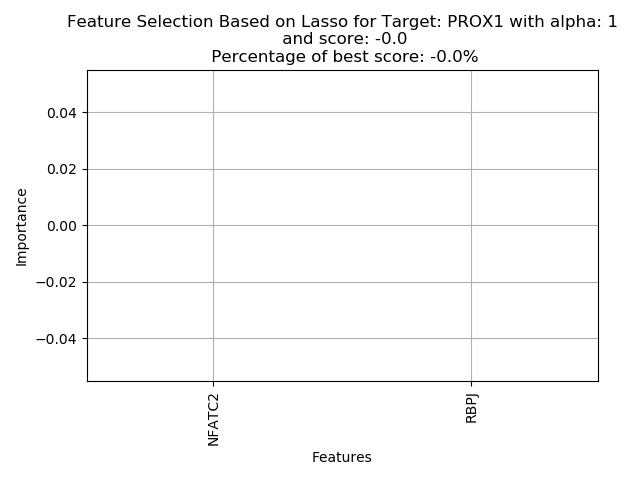 Feature Selection Based on Lasso for Target: PROX1 with alpha: 1
and score: -0.0
Percentage of best score: -0.0%
0.04
0.02
0.00
−0.02
−0.04
Importance
NFATC2
RBPJ
Features